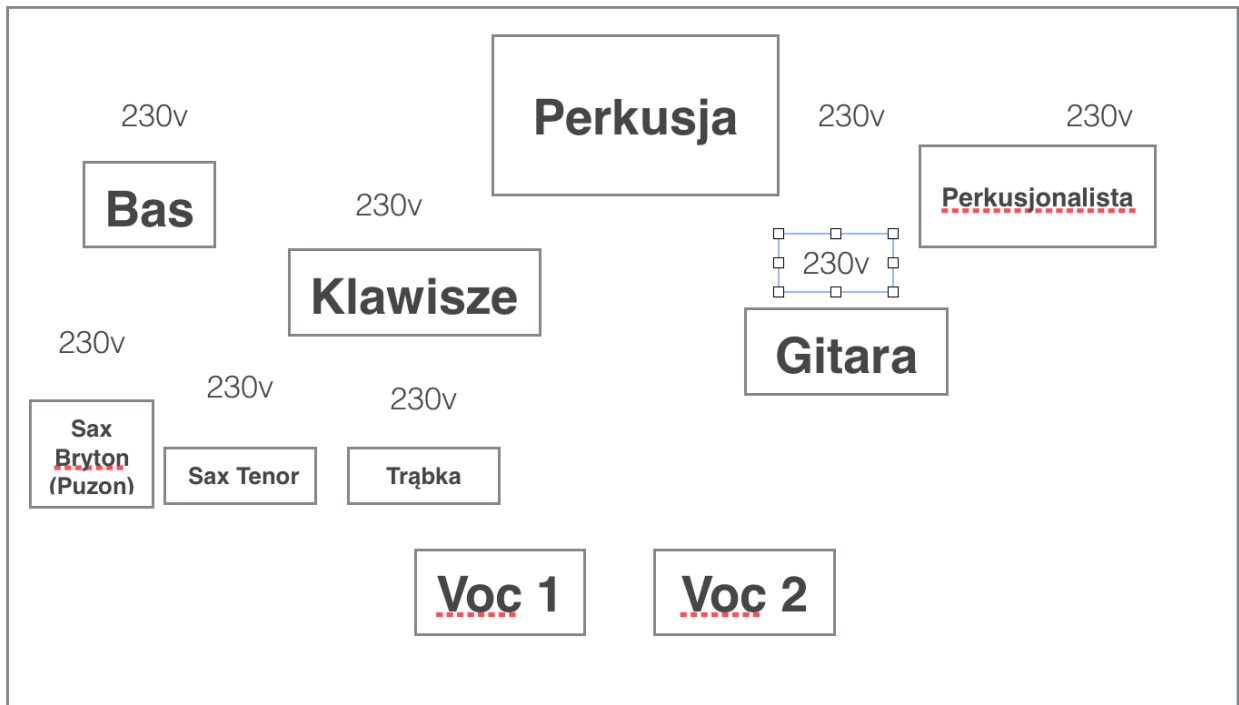 Perkusja
230v
230v
230v
Bas
Perkusjonalista
230v
Klawisze
230v
Gitara
230v
230v
230v
Sax
Bryton
(Puzon)
Sax Tenor
Trąbka
Voc 1
Voc 2